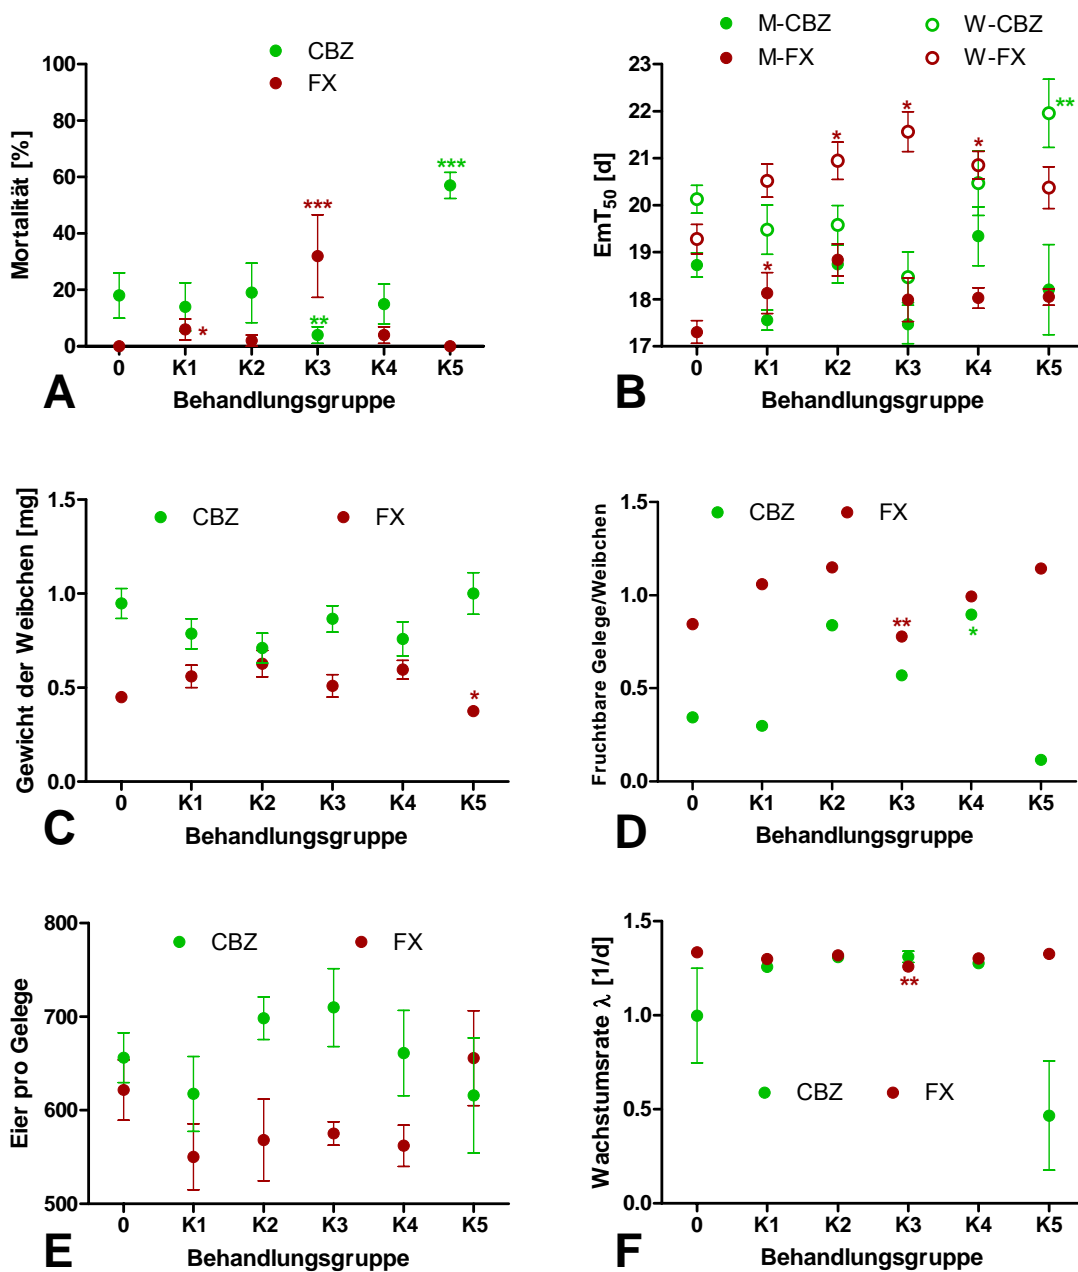 CBZ
FX
Mortalität [%]
100
80
60
40
20
0
***
***
*
**
0 K1 K2 K3 K4 K5
Behandlungsgruppe
A
M-CBZ W-CBZ
M-FX W-FX
EmT50 [d]
23
22
21
20
19
18
17
**
*
*
*
*
0 K1 K2 K3 K4 K5
Behandlungsgruppe
B
CBZ FX
Gewicht der Weibchen [mg]
1.5
1.0
0.5
0.0
*
0 K1 K2 K3 K4 K5
Behandlungsgruppe
C
CBZ FX
Fruchtbare Gelege/Weibchen
1.5
1.0
0.5
0.0
**
*
0 K1 K2 K3 K4 K5
Behandlungsgruppe
D
CBZ FX
Eier pro Gelege
800
700
600
500
0 K1 K2 K3 K4 K5
Behandlungsgruppe
E
Wachstumsrate λ [1/d]
1.5
1.0
0.5
0.0
**
CBZ FX
0 K1 K2 K3 K4 K5
Behandlungsgruppe
F